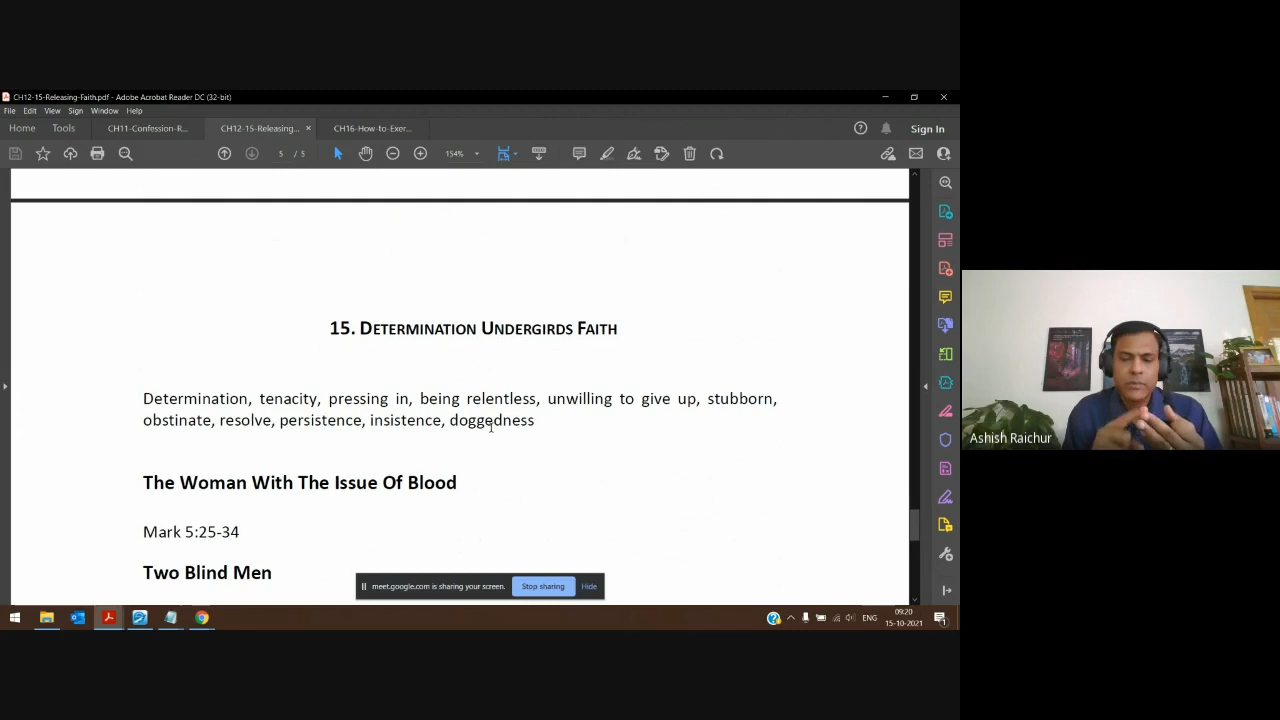 CH12-15-Releasing-Faith.pdf - Adobe Acrobat Reader DC (32-bit)
File Edit View Sign Window Help
Home Tools CH11-Confession-R... CH12-15-Releasing... × CH16-How-to-Exer... Sign In
5 / 5 154%
15. DETERMINATION UNDERGIRDS FAITH
Determination, tenacity, pressing in, being relentless, unwilling to give up, stubborn,
obstinate, resolve, persistence, insistence, doggedness
The Woman With The Issue Of Blood
Mark 5:25-34
Two Blind Men
meet.google.com is sharing your screen. Stop sharing Hide
Ashish Raichur
ENG
09:20
15-10-2021